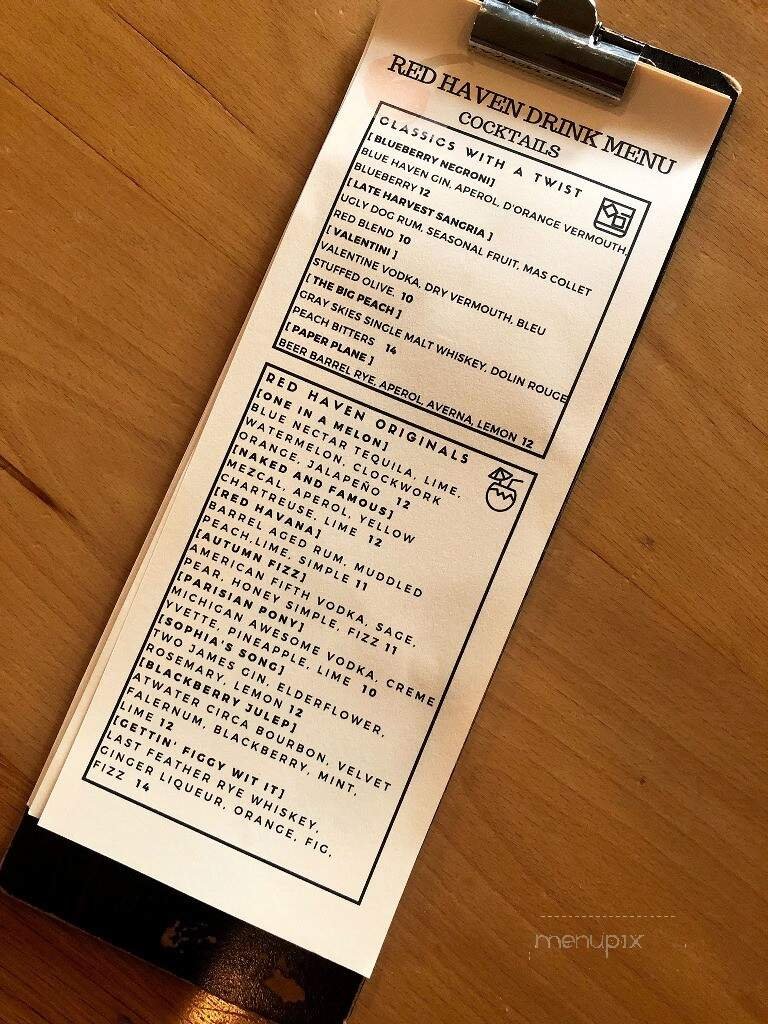 RED HAVEN DRINK MENU
COCKTAILS
CLASSICS WITH A TWIST
[ BLUEBERRY NEGRONI]
BLUE HAVEN GIN, APEROL, D'ORANGE VERMOUTH,
BLUEBERRY 12
[ LATE HARVEST SANGRIA ]
UGLY DOG RUM, SEASONAL FRUIT, MAS COLLET
RED BLEND 10
[ VALENTINI ]
VALENTINE VODKA, DRY VERMOUTH, BLEU
STUFFED OLIVE, 10
[ THE BIG PEACH ]
GRAY SKIES SINGLE MALT WHISKEY, DOLIN ROUGE
PEACH BITTERS 14
[ PAPER PLANE ]
BEER BARREL RYE, APEROL, AVERNA, LEMON 12
RED HAVEN ORIGINALS
[ONE IN A MELON]
BLUE NECTAR TEQUILA, LIME,
WATERMELON, CLOCKWORK
ORANGE, JALAPEÑO 12
[NAKED AND FAMOUS]
MEZCAL, APEROL, YELLOW
CHARTREUSE, LIME 12
[RED HAVANA]
BARREL AGED RUM, MUDDLED
PEACH,LIME, SIMPLE 11
[AUTUMN FIZZ]
AMERICAN FIFTH VODKA, SAGE,
PEAR, HONEY SIMPLE, FIZZ 11
[PARISIAN PONY]
MICHIGAN AWESOME VODKA, CREME
YVETTE, PINEAPPLE, LIME 10
[SOPHIA'S SONG]
TWO JAMES GIN, ELDERFLOWER,
ROSEMARY, LEMON 12
[BLACKBERRY JULEP]
ATWATER CIRCA BOURBON, VELVET
FALERNUM, BLACKBERRY, MINT,
LIME 12
[GETTIN' FIGGY WIT IT]
LAST FEATHER RYE WHISKEY,
GINGER LIQUEUR, ORANGE, FIG,
FIZZ 14
menupix